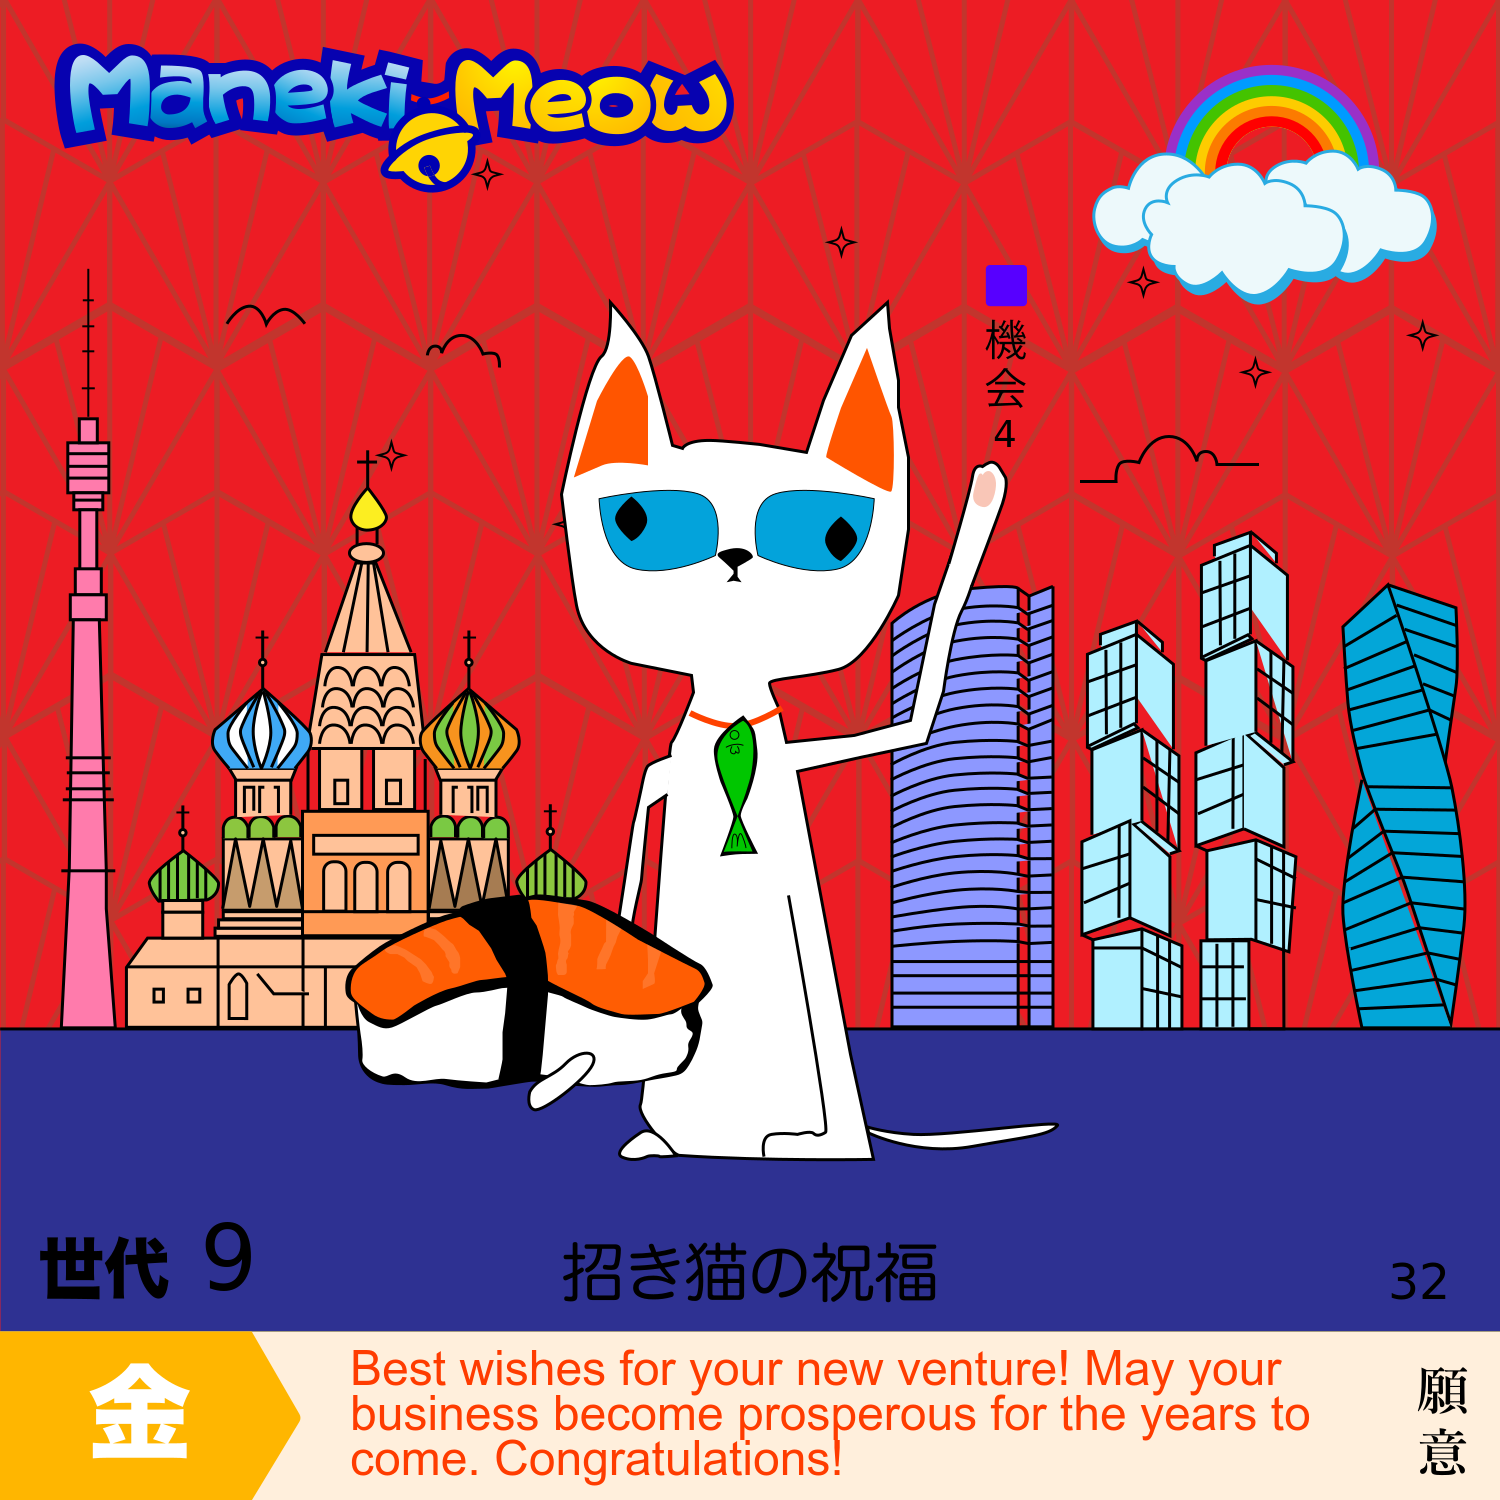 Maneki Meow
機会4
世代 9
招き猫の祝福
32
金
Best wishes for your new venture! May your
business become prosperous for the years to
come. Congratulations!
願意